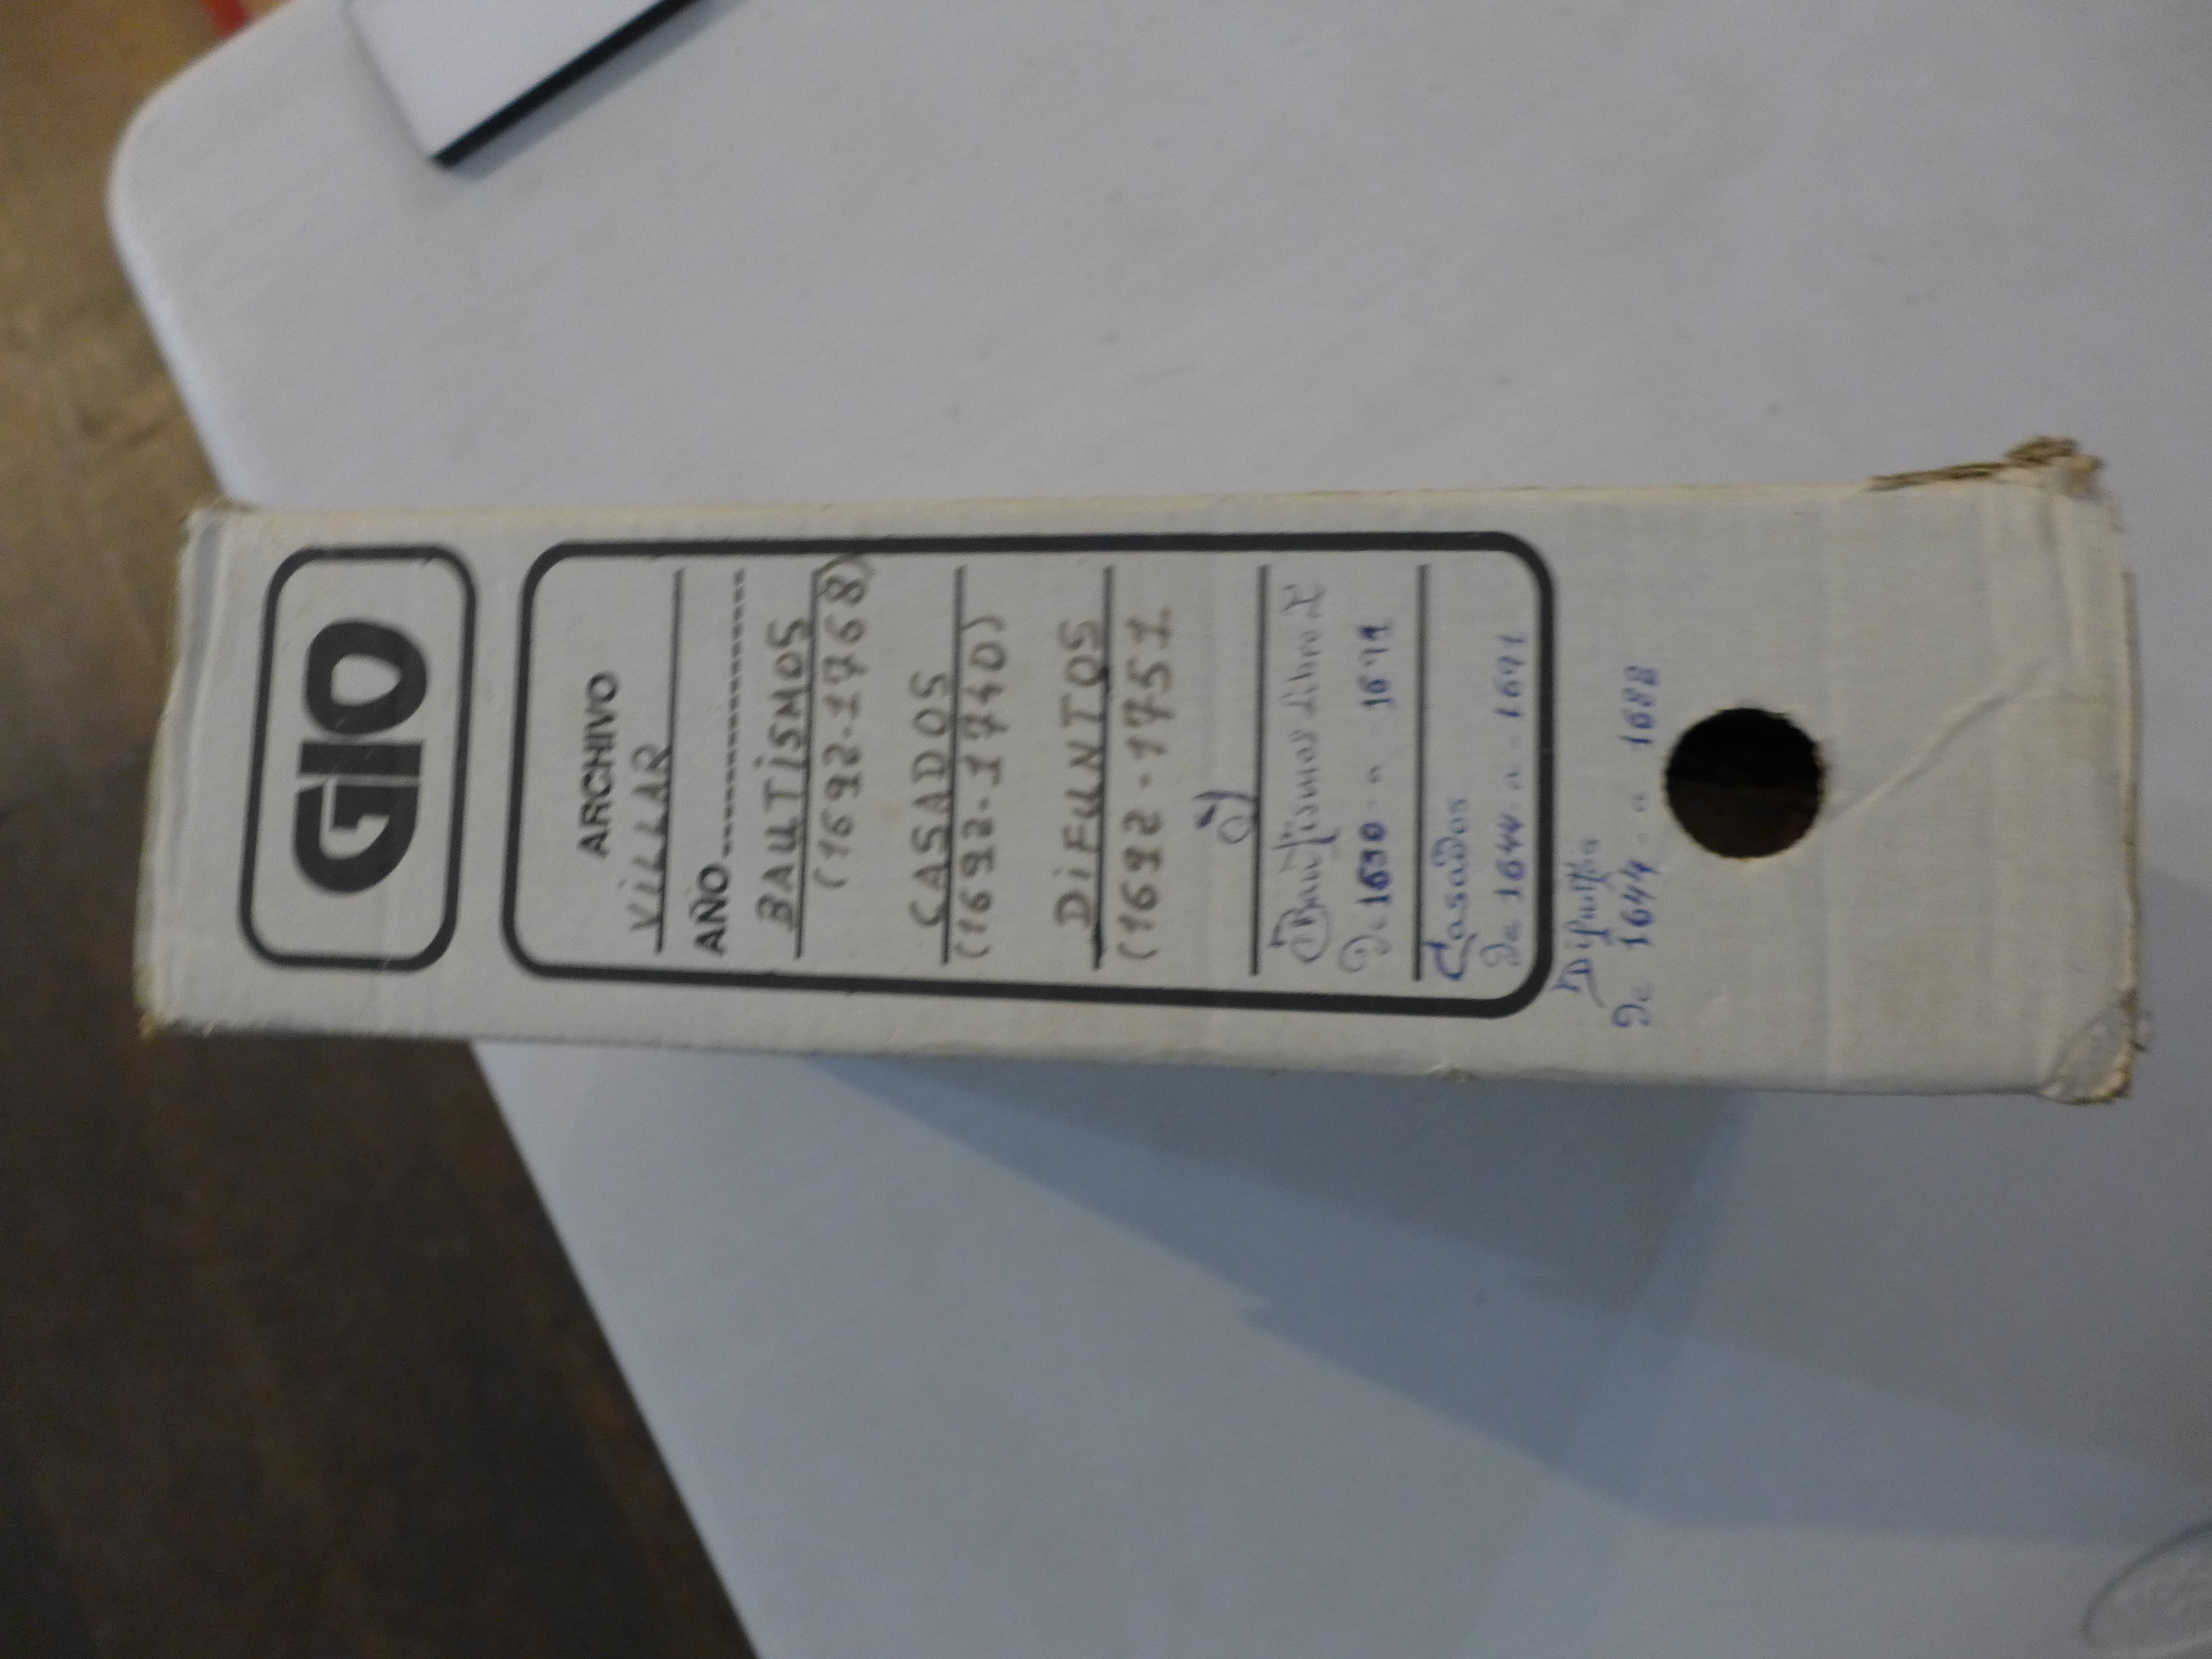 GIO
ARCHIVO
ViLLAR
AÑO
BAUTiSMOS
(1692-1768)
CASADOS
(1692-1740)
DiFUNTOS
(1692-1751
Bautismos Libro I
De 1630 a 1691
Casados
De 1644 a 1691
Difuntos
De 1644 a 1688